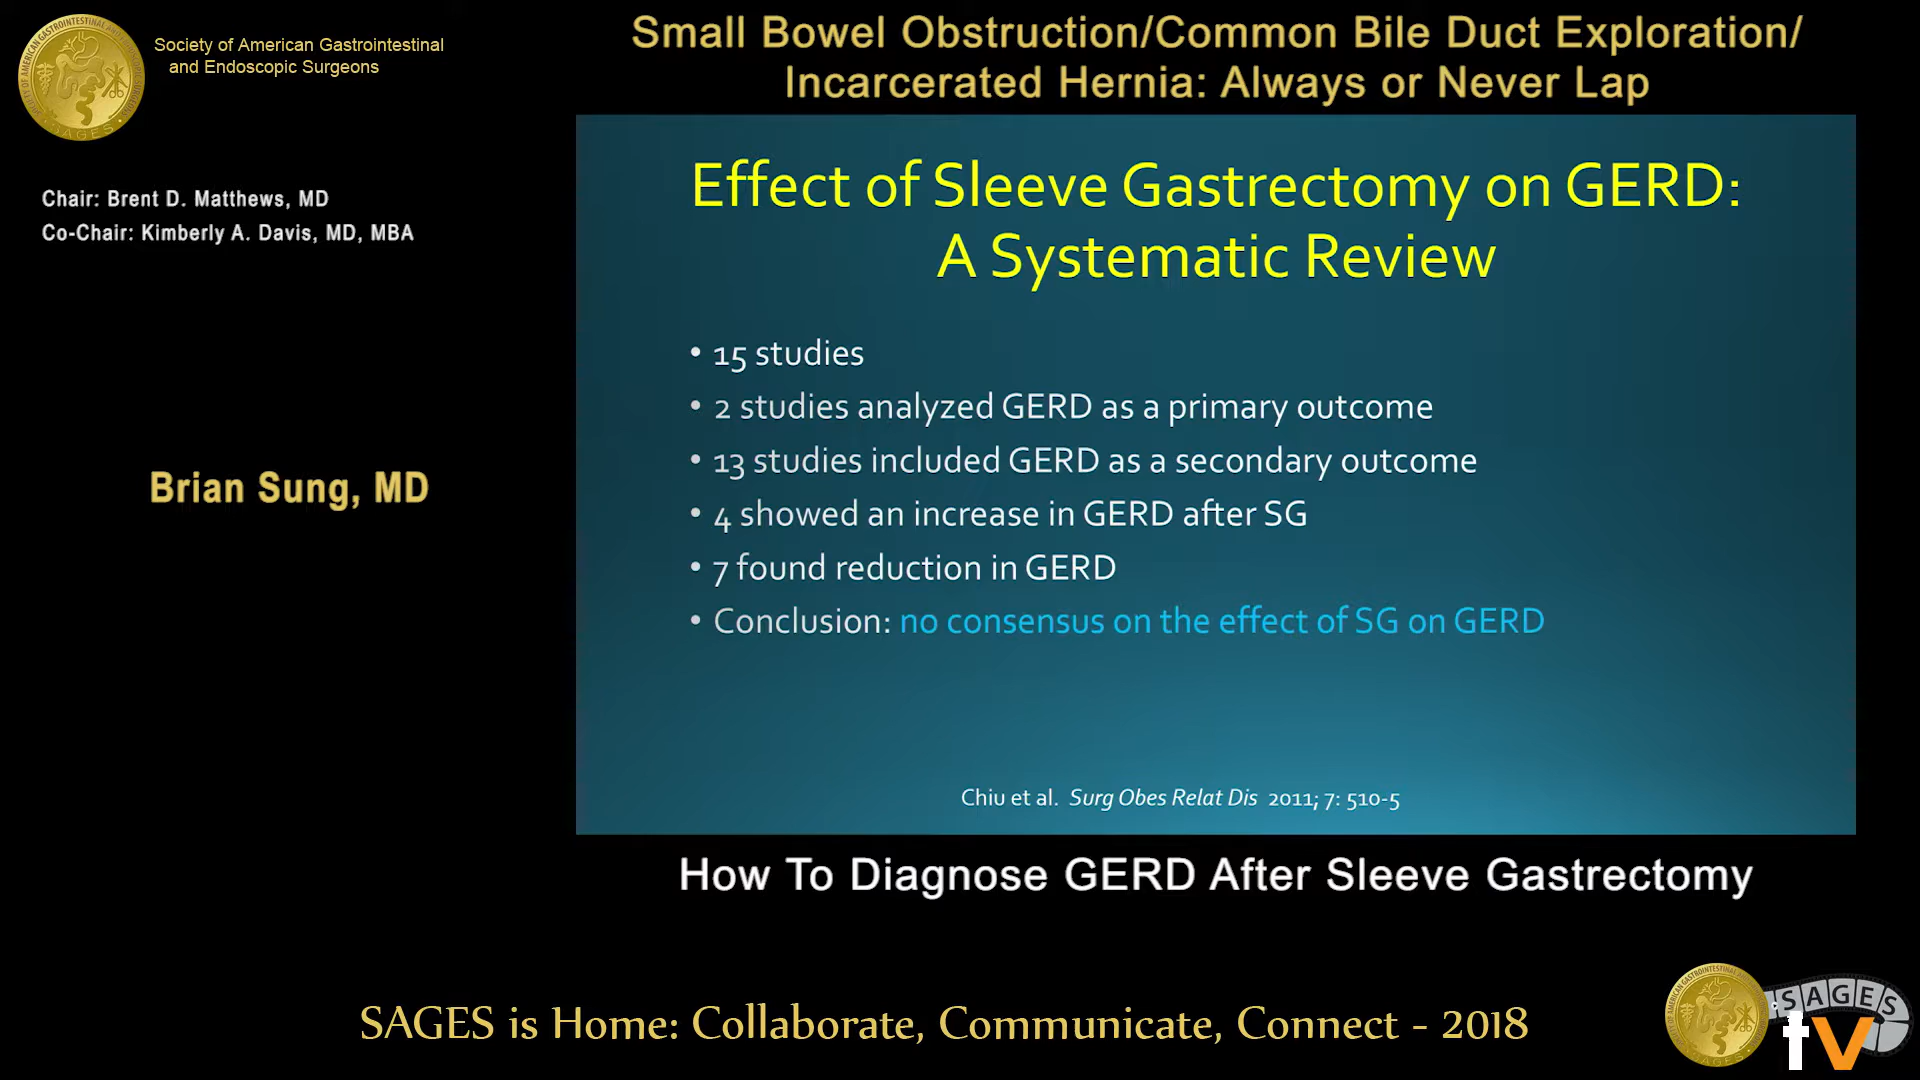 Society of American Gastrointestinal
and Endoscopic Surgeons
Small Bowel Obstruction/Common Bile Duct Exploration/
Incarcerated Hernia: Always or Never Lap
Chair: Brent D. Matthews, MD
Co-Chair: Kimberly A. Davis, MD, MBA
Brian Sung, MD
Effect of Sleeve Gastrectomy on GERD:
A Systematic Review
• 15 studies
• 2 studies analyzed GERD as a primary outcome
• 13 studies included GERD as a secondary outcome
• 4 showed an increase in GERD after SG
• 7 found reduction in GERD
• Conclusion: no consensus on the effect of SG on GERD
Chiu et al. Surg Obes Relat Dis 2011; 7: 510-5
How To Diagnose GERD After Sleeve Gastrectomy
SAGES is Home: Collaborate, Communicate, Connect - 2018
SAGES
tv